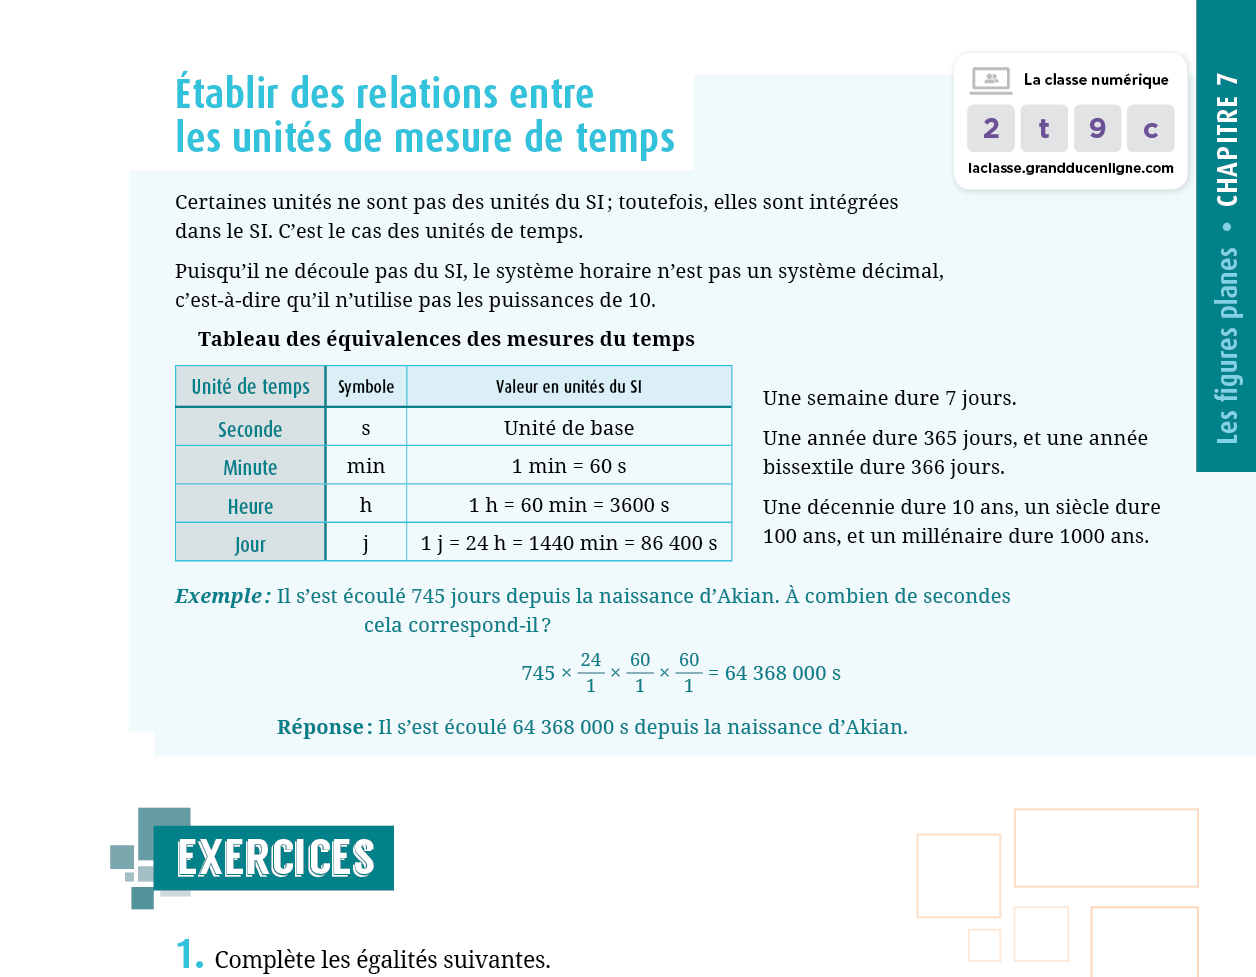 Établir des relations entre
les unités de mesure de temps
La classe numérique
2 t 9 c
laclasse.grandducenligne.com
Les figures planes • CHAPITRE 7
Certaines unités ne sont pas des unités du SI ; toutefois, elles sont intégrées
dans le SI. C’est le cas des unités de temps.
Puisqu’il ne découle pas du SI, le système horaire n’est pas un système décimal,
c’est-à-dire qu’il n’utilise pas les puissances de 10.
Tableau des équivalences des mesures du temps
Unité de temps Symbole Valeur en unités du SI
Seconde s Unité de base
Minute min 1 min = 60 s
Heure h 1 h = 60 min = 3600 s
Jour j 1 j = 24 h = 1440 min = 86 400 s
Une semaine dure 7 jours.
Une année dure 365 jours, et une année
bissextile dure 366 jours.
Une décennie dure 10 ans, un siècle dure
100 ans, et un millénaire dure 1000 ans.
Exemple : Il s’est écoulé 745 jours depuis la naissance d’Akian. À combien de secondes
cela correspond-il ?
745 × 24/1 × 60/1 × 60/1 = 64 368 000 s
Réponse : Il s’est écoulé 64 368 000 s depuis la naissance d’Akian.
EXERCICES
1. Complète les égalités suivantes.